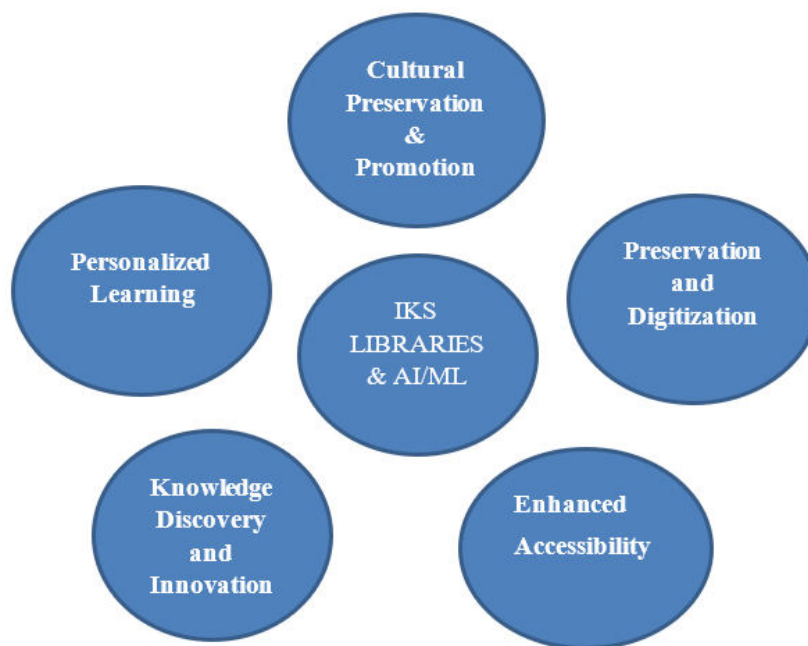 Cultural
Preservation
&
Promotion
Personalized
Learning
Preservation
and
Digitization
IKS
LIBRARIES
& AI/ML
Knowledge
Discovery
and
Innovation
Enhanced
Accessibility